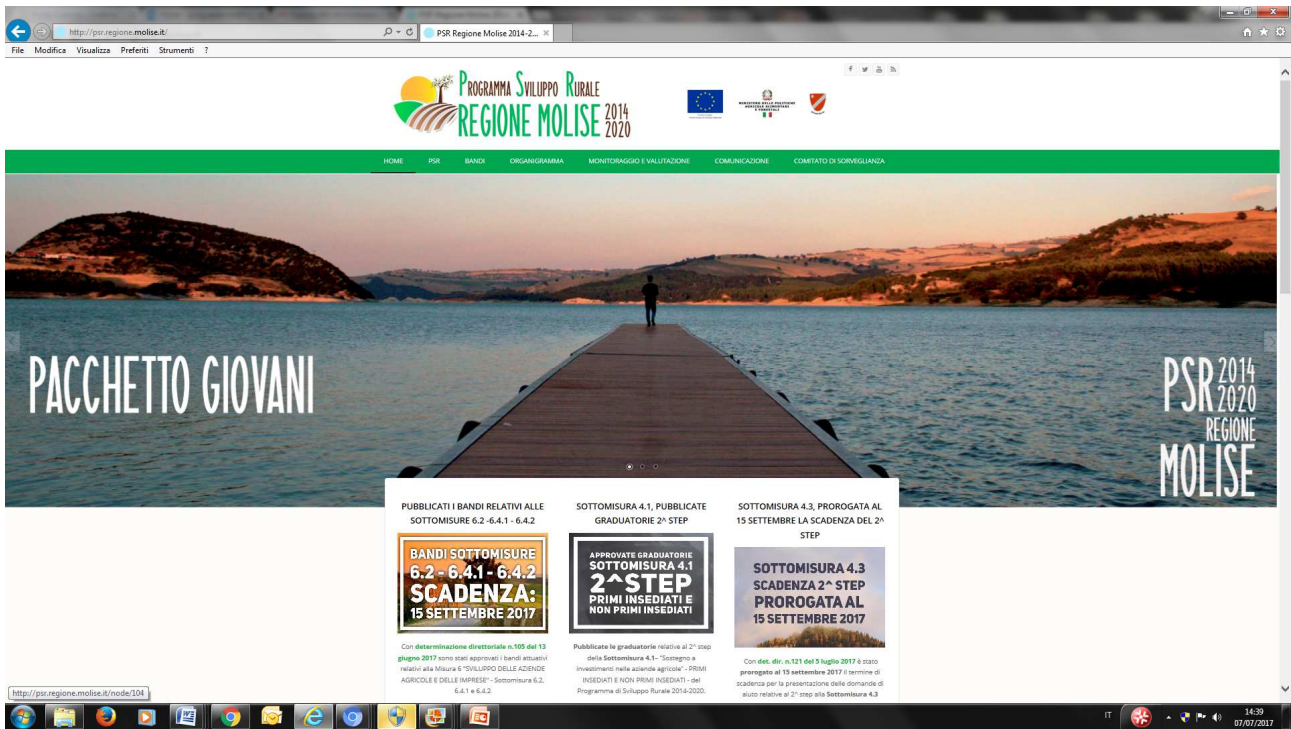 http://psr.regione.molise.it/
PSR Regione Molise 2014-2...
File Modifica Visualizza Preferiti Strumenti ?
PROGRAMMA SVILUPPO RURALE
REGIONE MOLISE 2014 2020
MINISTERO DELLE POLITICHE
AGRICOLE ALIMENTARI
E FORESTALI
HOME PSR BANDI ORGANIGRAMMA MONITORAGGIO E VALUTAZIONE COMUNICAZIONE COMITATO DI SORVEGLIANZA
PACCHETTO GIOVANI
PSR 2014
2020
REGIONE
MOLISE
PUBBLICATI I BANDI RELATIVI ALLE
SOTTOMISURE 6.2 -6.4.1 - 6.4.2
BANDI SOTTOMISURE
6.2 - 6.4.1 - 6.4.2
SCADENZA:
15 SETTEMBRE 2017
Con determinazione direttoriale n.105 del 13
giugno 2017 sono stati approvati i bandi attuativi
relativi alla Misura 6 "SVILUPPO DELLE AZIENDE
AGRICOLE E DELLE IMPRESE" - Sottomisura 6.2,
6.4.1 e 6.4.2
SOTTOMISURA 4.1, PUBBLICATE
GRADUATORIE 2^ STEP
APPROVATE GRADUATORIE
SOTTOMISURA 4.1
2^STEP
PRIMI INSEDIATI E
NON PRIMI INSEDIATI
Pubblicate le graduatorie relative al 2^ step
della Sottomisura 4.1– "Sostegno a
investimenti nelle aziende agricole" - PRIMI
INSEDIATI E NON PRIMI INSEDIATI - del
Programma di Sviluppo Rurale 2014-2020.
SOTTOMISURA 4.3, PROROGATA AL
15 SETTEMBRE LA SCADENZA DEL 2^
STEP
SOTTOMISURA 4.3
SCADENZA 2^ STEP
PROROGATA AL
15 SETTEMBRE 2017
Con det. dir. n.121 del 5 luglio 2017 è stato
prorogato al 15 settembre 2017 il termine di
scadenza per la presentazione delle domande di
aiuto relative al 2^ step alla Sottomisura 4.3
http://psr.regione.molise.it/node/104
IT
14:39
07/07/2017